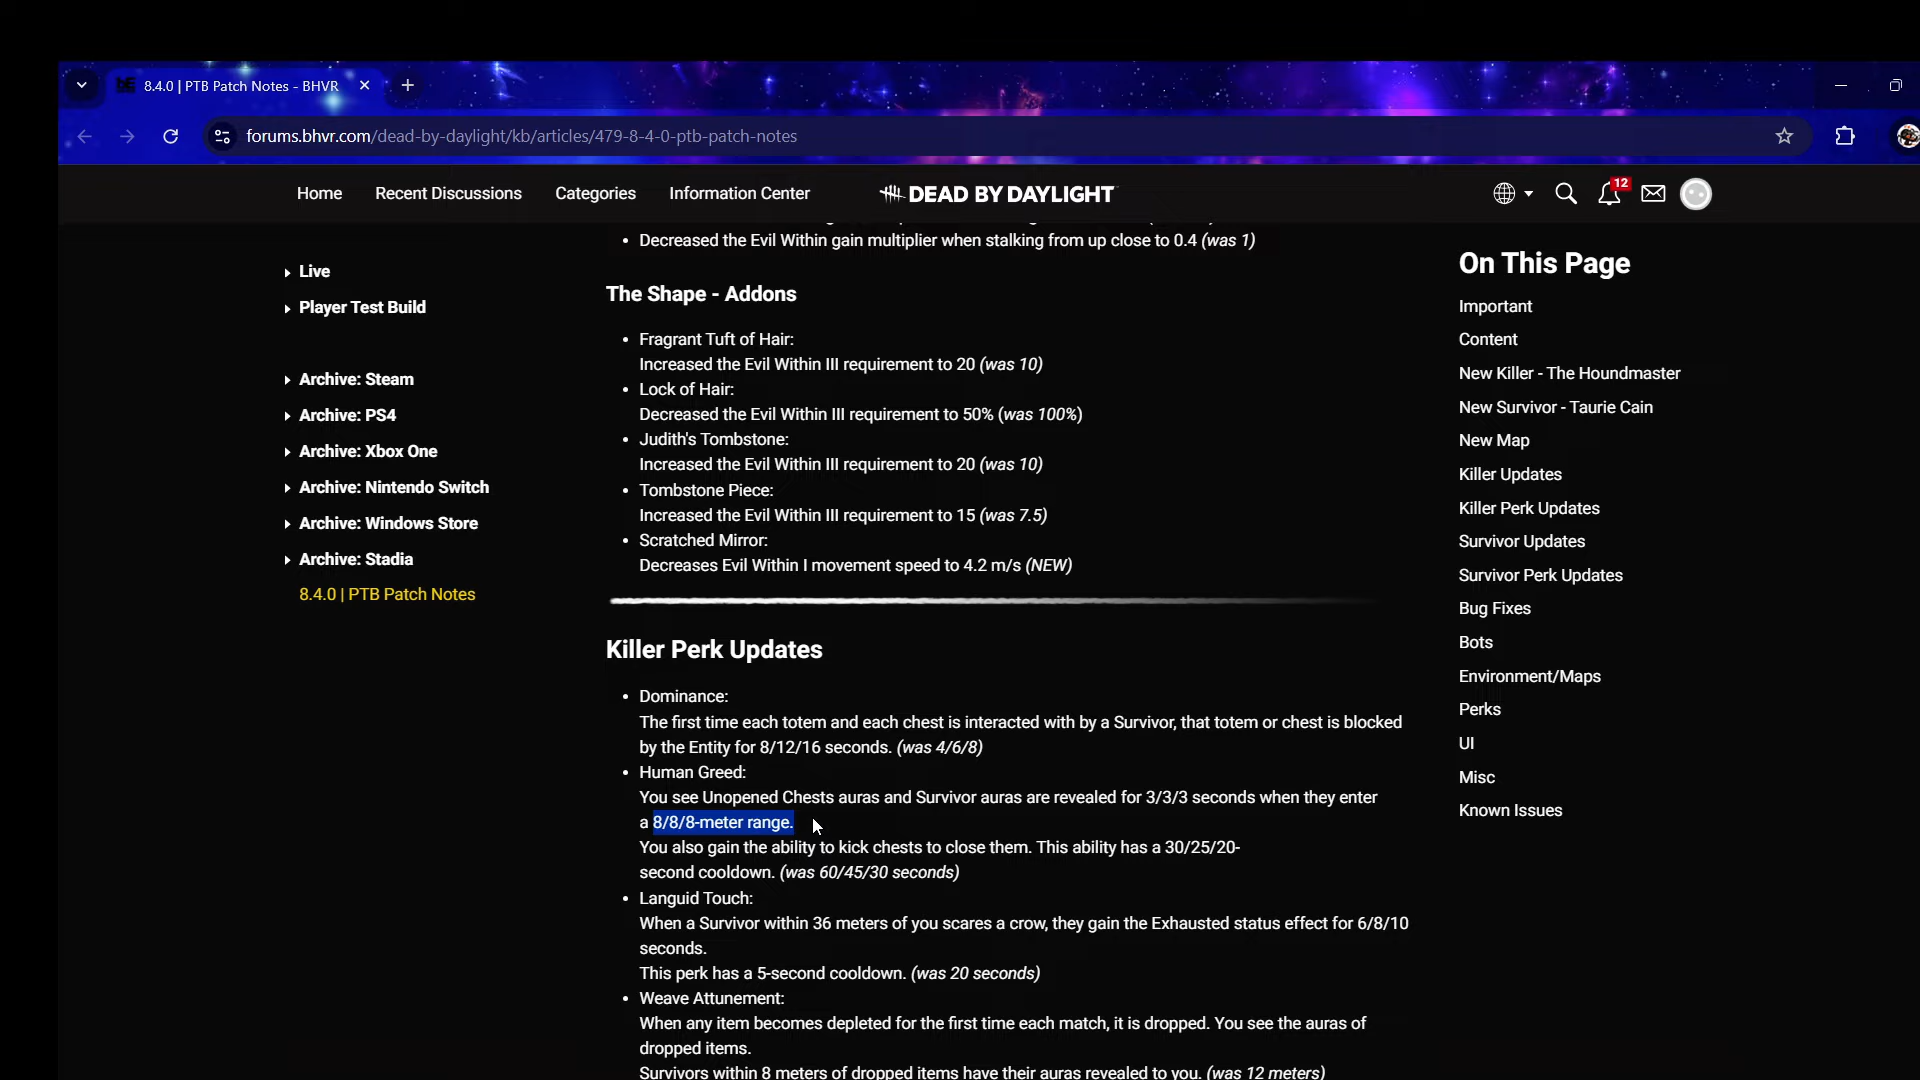 8.4.0 | PTB Patch Notes - BHVR
forums.bhvr.com/dead-by-daylight/kb/articles/479-8-4-0-ptb-patch-notes
Home Recent Discussions Categories Information Center DEAD BY DAYLIGHT 12
• Decreased the Evil Within gain multiplier when stalking from up close to 0.4 (was 1)
Live
Player Test Build
Archive: Steam
Archive: PS4
Archive: Xbox One
Archive: Nintendo Switch
Archive: Windows Store
Archive: Stadia
8.4.0 | PTB Patch Notes
The Shape - Addons
• Fragrant Tuft of Hair:
Increased the Evil Within III requirement to 20 (was 10)
• Lock of Hair:
Decreased the Evil Within III requirement to 50% (was 100%)
• Judith's Tombstone:
Increased the Evil Within III requirement to 20 (was 10)
• Tombstone Piece:
Increased the Evil Within III requirement to 15 (was 7.5)
• Scratched Mirror:
Decreases Evil Within I movement speed to 4.2 m/s (NEW)
Killer Perk Updates
• Dominance:
The first time each totem and each chest is interacted with by a Survivor, that totem or chest is blocked
by the Entity for 8/12/16 seconds. (was 4/6/8)
• Human Greed:
You see Unopened Chests auras and Survivor auras are revealed for 3/3/3 seconds when they enter
a 8/8/8-meter range.
You also gain the ability to kick chests to close them. This ability has a 30/25/20-
second cooldown. (was 60/45/30 seconds)
• Languid Touch:
When a Survivor within 36 meters of you scares a crow, they gain the Exhausted status effect for 6/8/10
seconds.
This perk has a 5-second cooldown. (was 20 seconds)
• Weave Attunement:
When any item becomes depleted for the first time each match, it is dropped. You see the auras of
dropped items.
Survivors within 8 meters of dropped items have their auras revealed to you. (was 12 meters)
On This Page
Important
Content
New Killer - The Houndmaster
New Survivor - Taurie Cain
New Map
Killer Updates
Killer Perk Updates
Survivor Updates
Survivor Perk Updates
Bug Fixes
Bots
Environment/Maps
Perks
UI
Misc
Known Issues